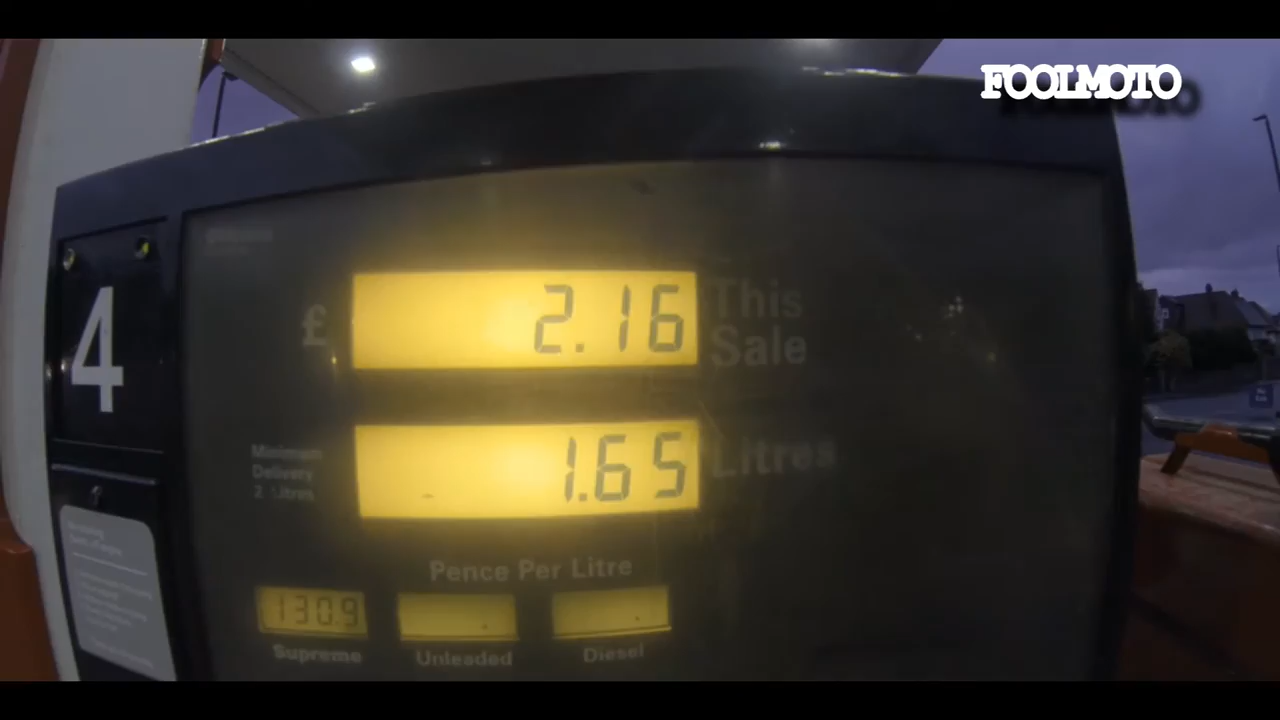 FOOLMOTO
4
£ 2.16 This
Sale
1.65 Litres
Minimum
Delivery
2 Litres
Pence Per Litre
130.9
Supreme Unleaded Diesel